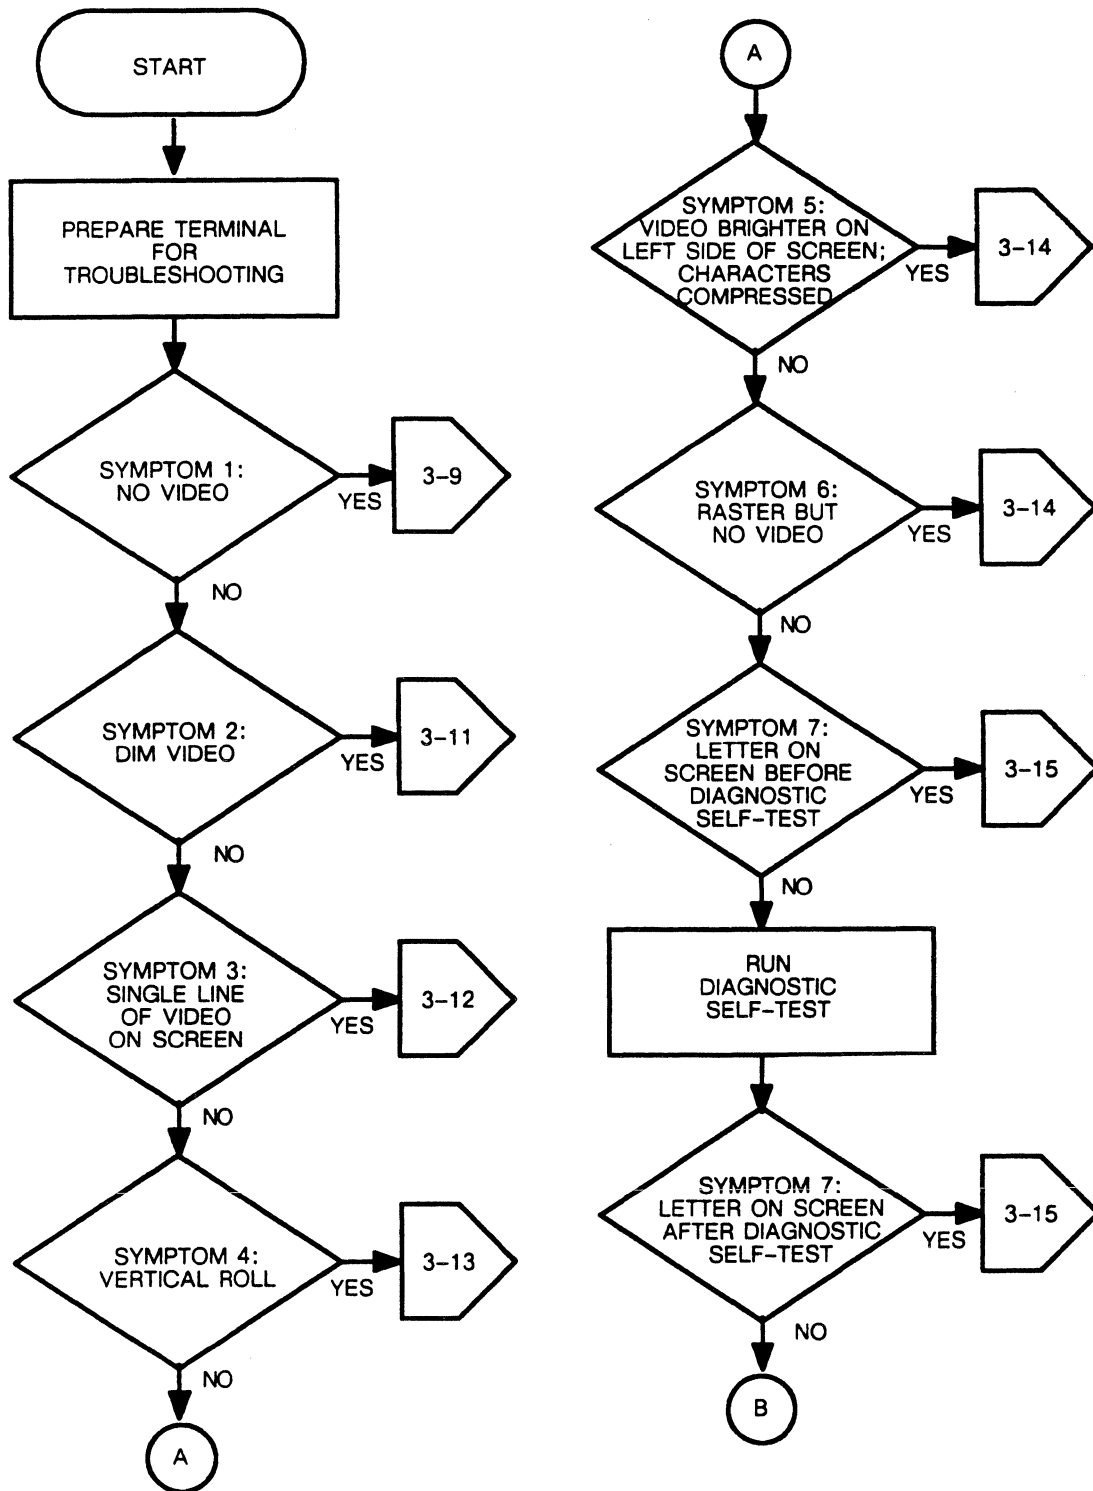 START
PREPARE TERMINAL
FOR
TROUBLESHOOTING
SYMPTOM 1:
NO VIDEO
YES
3-9
NO
SYMPTOM 2:
DIM VIDEO
YES
3-11
NO
SYMPTOM 3:
SINGLE LINE
OF VIDEO
ON SCREEN
YES
3-12
NO
SYMPTOM 4:
VERTICAL ROLL
YES
3-13
NO
A
A
SYMPTOM 5:
VIDEO BRIGHTER ON
LEFT SIDE OF SCREEN;
CHARACTERS
COMPRESSED
YES
3-14
NO
SYMPTOM 6:
RASTER BUT
NO VIDEO
YES
3-14
NO
SYMPTOM 7:
LETTER ON
SCREEN BEFORE
DIAGNOSTIC
SELF-TEST
YES
3-15
NO
RUN
DIAGNOSTIC
SELF-TEST
SYMPTOM 7:
LETTER ON SCREEN
AFTER DIAGNOSTIC
SELF-TEST
YES
3-15
NO
B